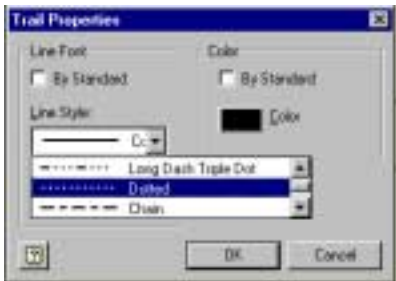 Trail Properties
Line Font
Color
By Standard
By Standard
Line Style:
Color
Long Dash Triple Dot
Dotted
Chain
OK
Cancel